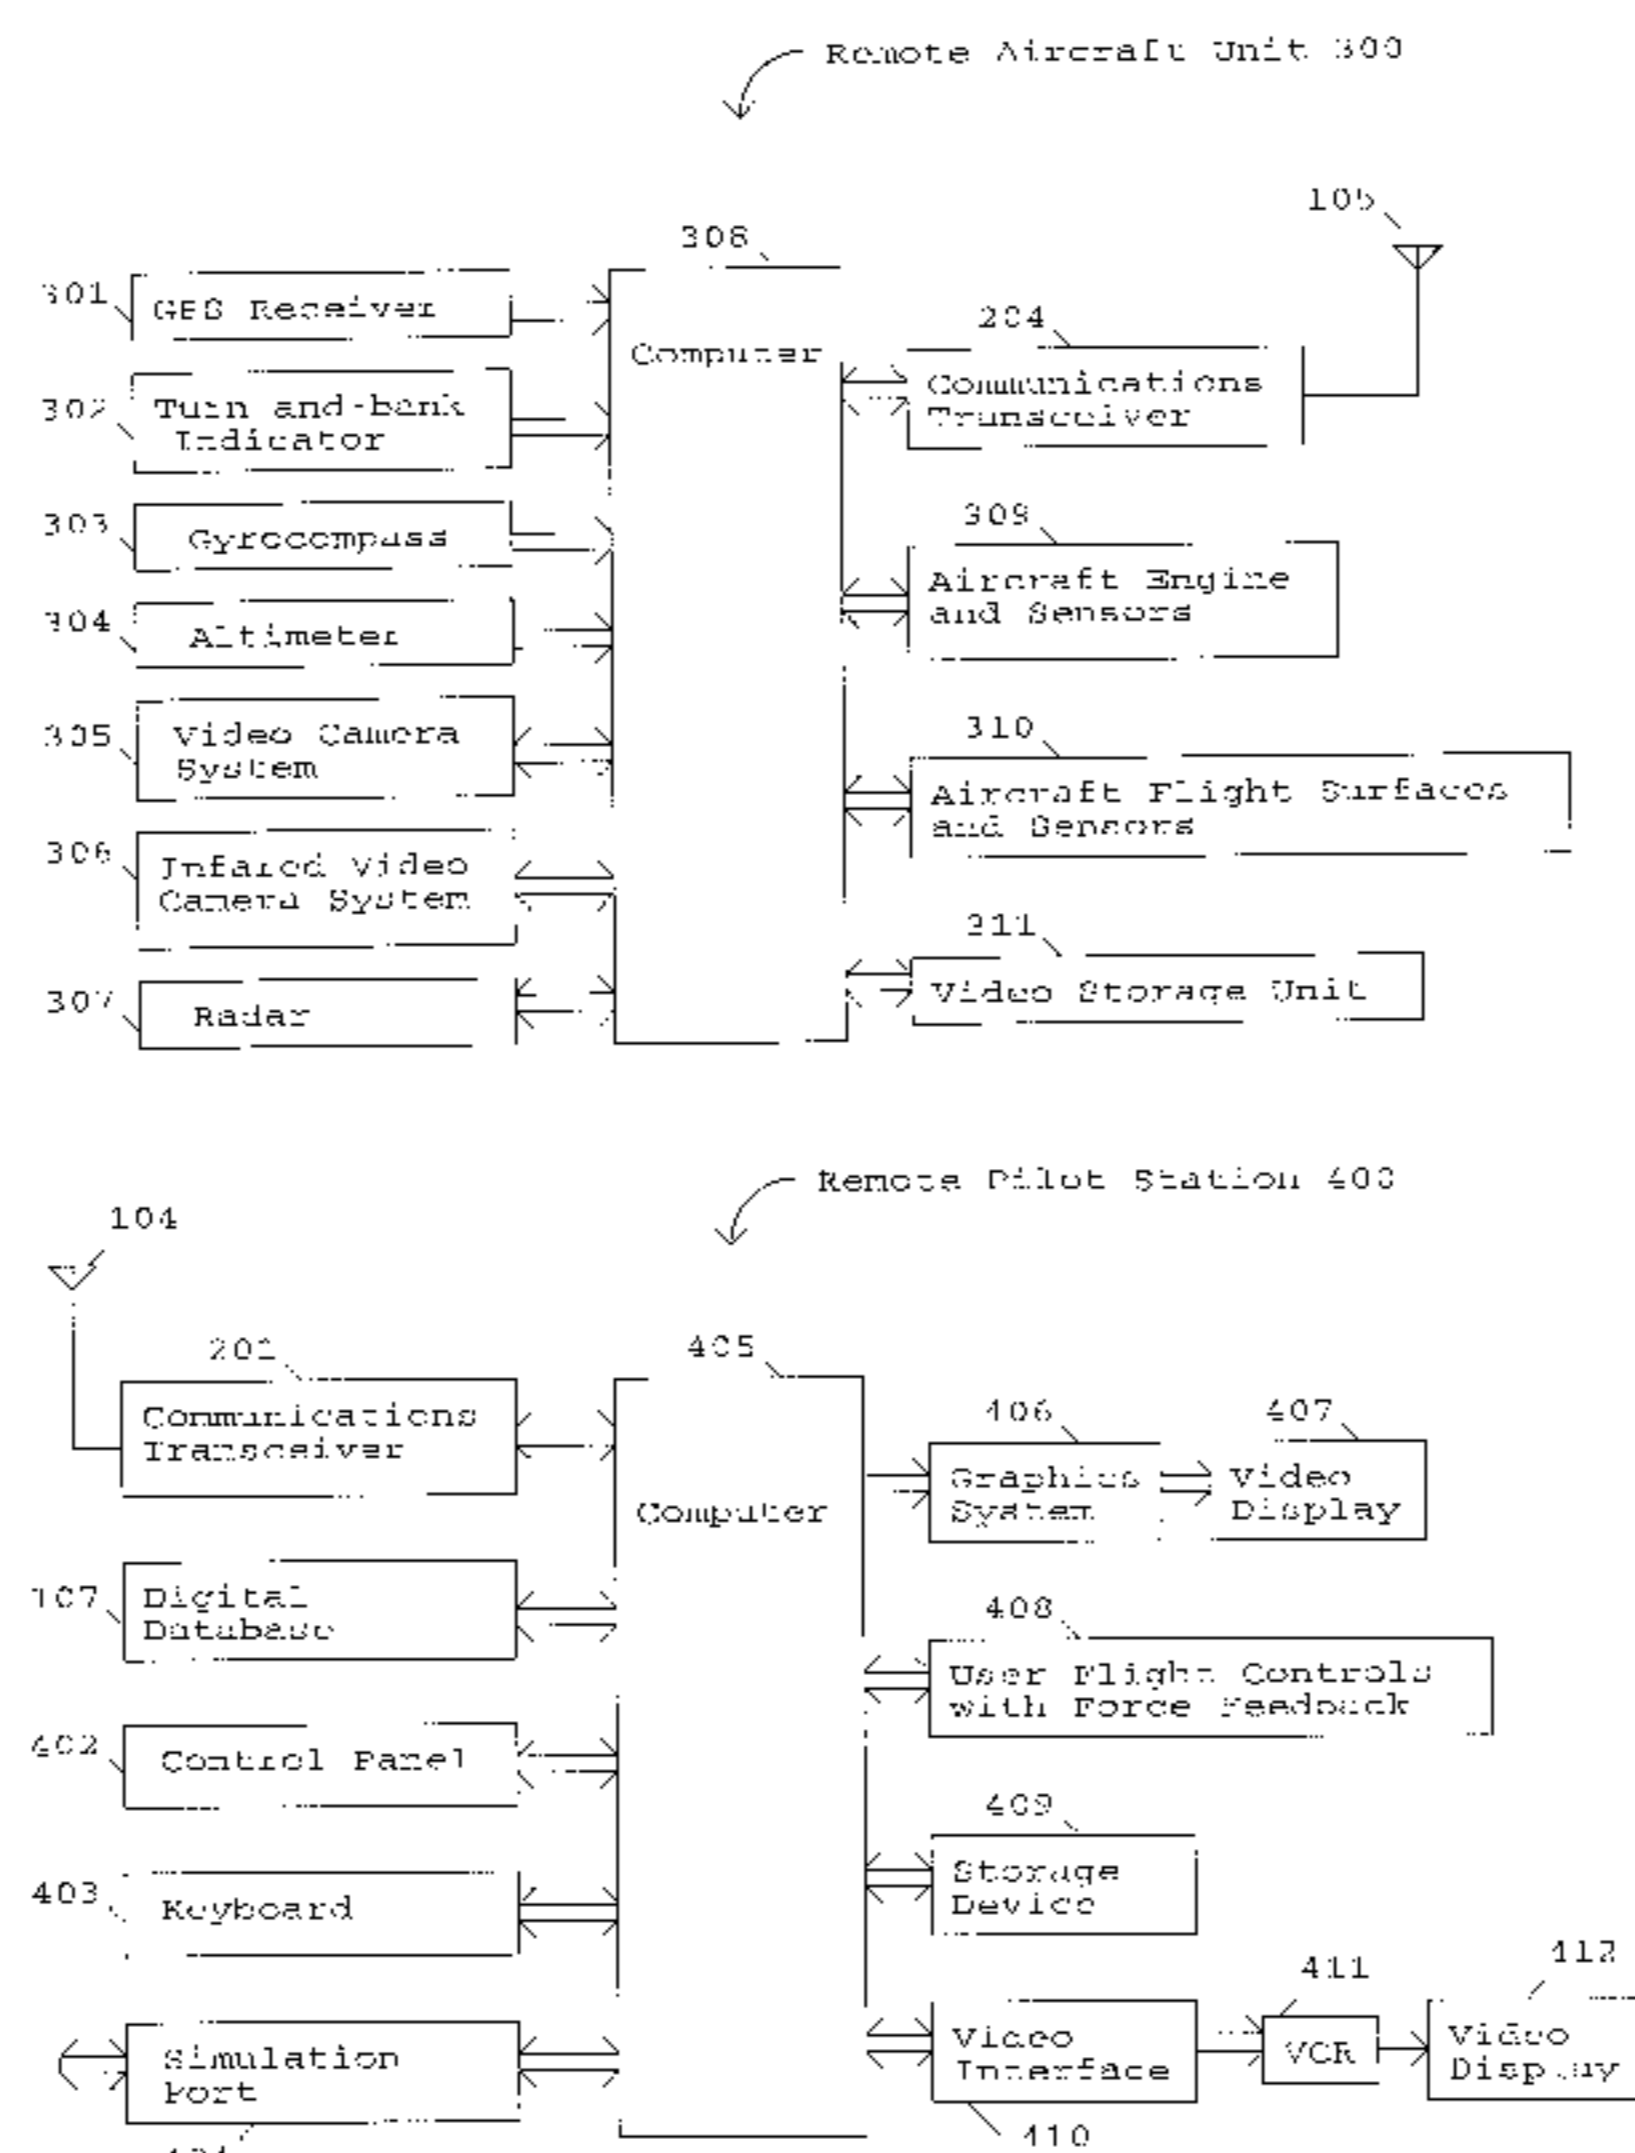 Remote Aircraft Unit 300
105
308
301
GPS Receiver
Computer
204
Communications
Transceiver
302
Turn and-bank
Indicator
303
Gyrocompass
309
Aircraft Engine
and Sensors
304
Altimeter
305
Video Camera
System
310
Aircraft Flight Surfaces
and Sensors
306
Infared Video
Camera System
311
Video Storage Unit
307
Radar
Remote Pilot Station 400
104
405
Communications
Transceiver
Computer
406
Graphics
System
407
Video
Display
107
Digital
Database
408
User Flight Controls
with Force Feedback
402
Control Panel
409
Storage
Device
403
Keyboard
Simulation
Port
Video
Interface
410
411
VCR
412
Video
Display